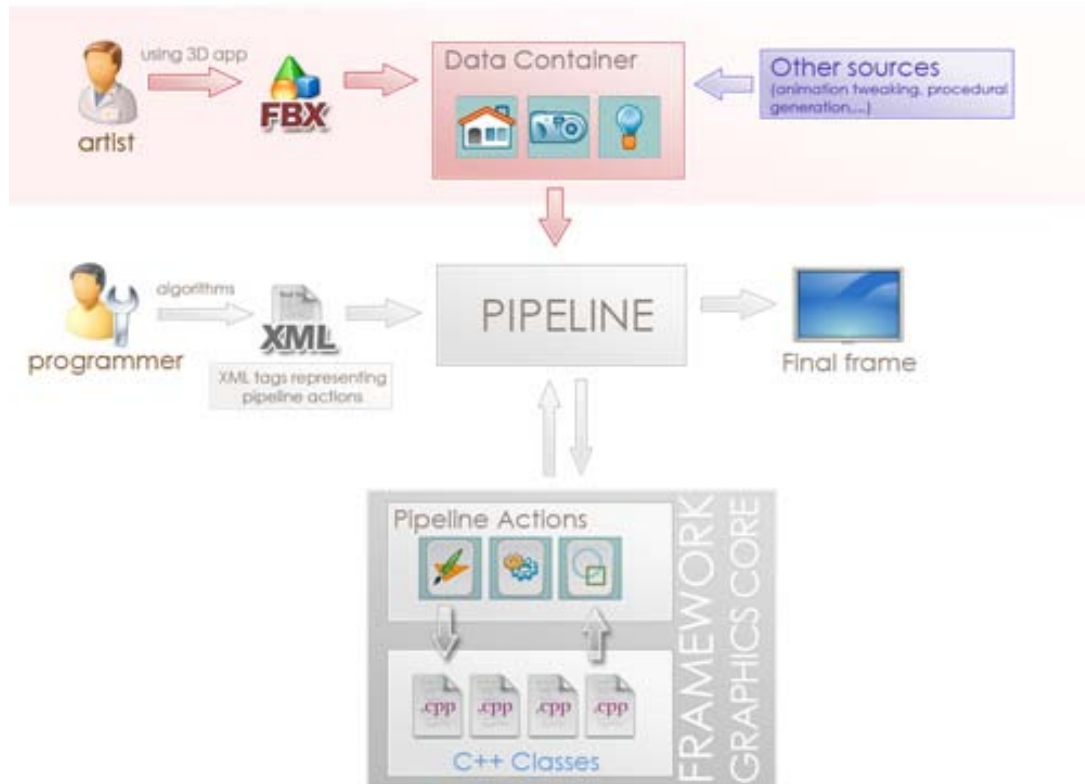 using 3D app
FBX
artist
Data Container
Other sources
(animation tweaking, procedural
generation,...)
algorithms
XML
programmer
XML tags representing
pipeline actions
PIPELINE
Final frame
Pipeline Actions
.cpp
.cpp
.cpp
.cpp
C++ Classes
FRAMEWORK
GRAPHICS CORE